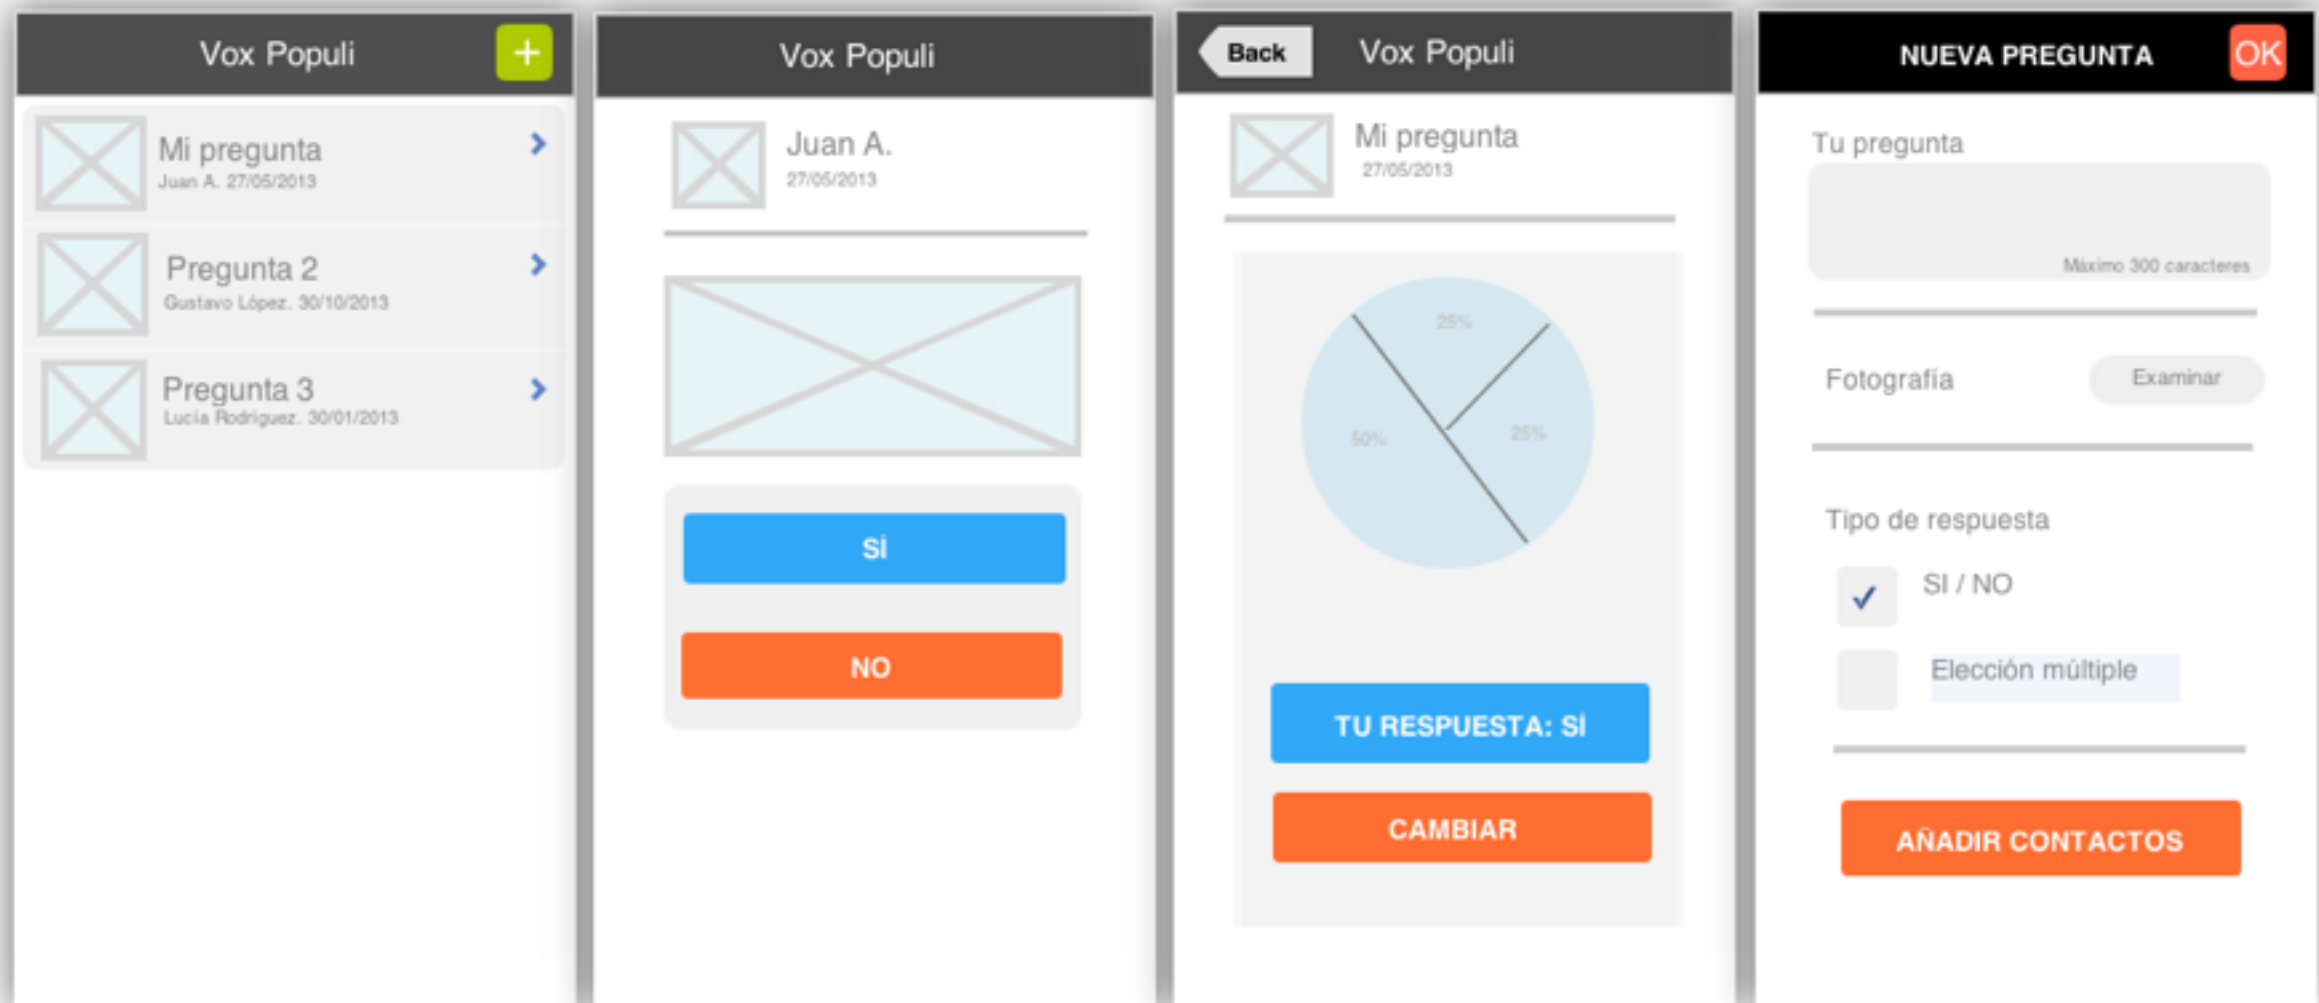 Vox Populi
+
Mi pregunta
Juan A. 27/05/2013
Pregunta 2
Gustavo López. 30/10/2013
Pregunta 3
Lucia Rodriguez. 30/01/2013
Vox Populi
Juan A.
27/05/2013
SÍ
NO
Back
Vox Populi
Mi pregunta
27/05/2013
25%
50%
25%
TU RESPUESTA: SÍ
CAMBIAR
NUEVA PREGUNTA
OK
Tu pregunta
Máximo 300 caracteres
Fotografía
Examinar
Tipo de respuesta
SI / NO
Elección múltiple
AÑADIR CONTACTOS